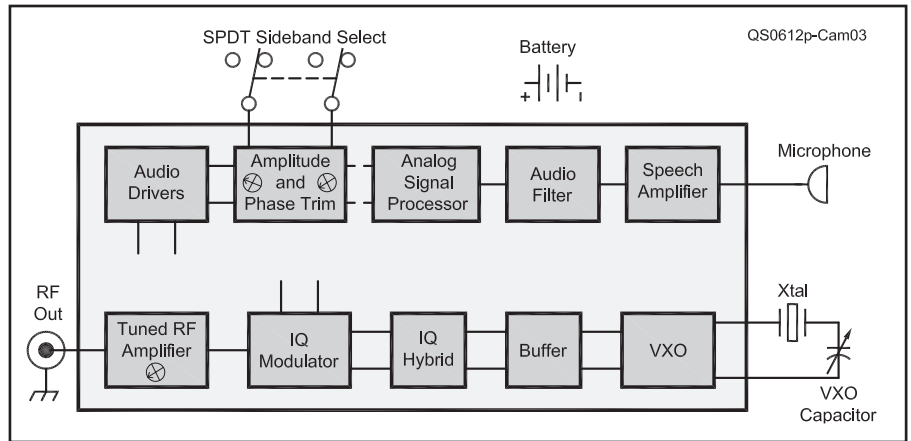 QS0612p-Cam03
SPDT Sideband Select
Battery
+
-
Audio
Drivers
Amplitude
and
Phase Trim
Analog
Signal
Processor
Audio
Filter
Speech
Amplifier
Microphone
RF
Out
Tuned RF
Amplifier
IQ
Modulator
IQ
Hybrid
Buffer
VXO
Xtal
VXO
Capacitor